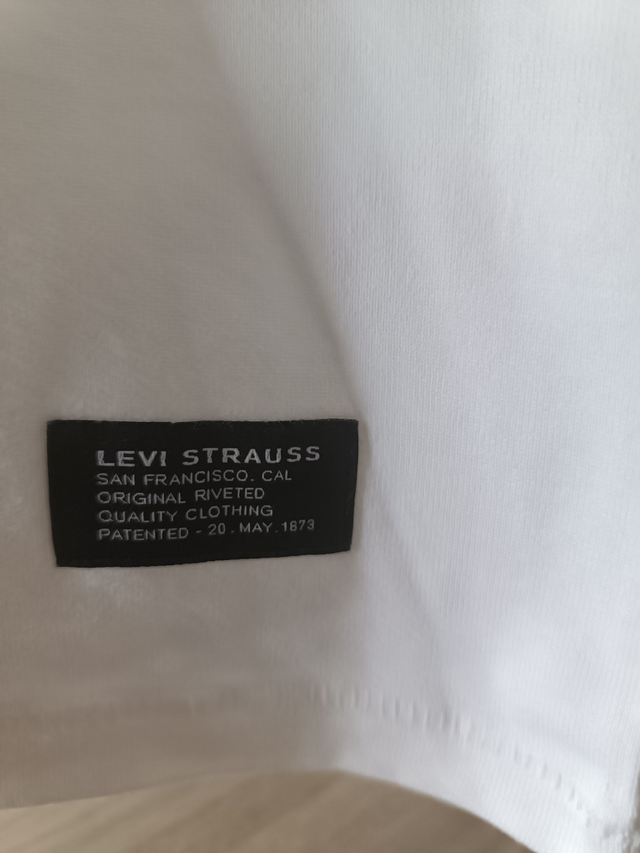 LEVI STRAUSS
SAN FRANCISCO. CAL
ORIGINAL RIVETED
QUALITY CLOTHING
PATENTED - 20 . MAY . 1873